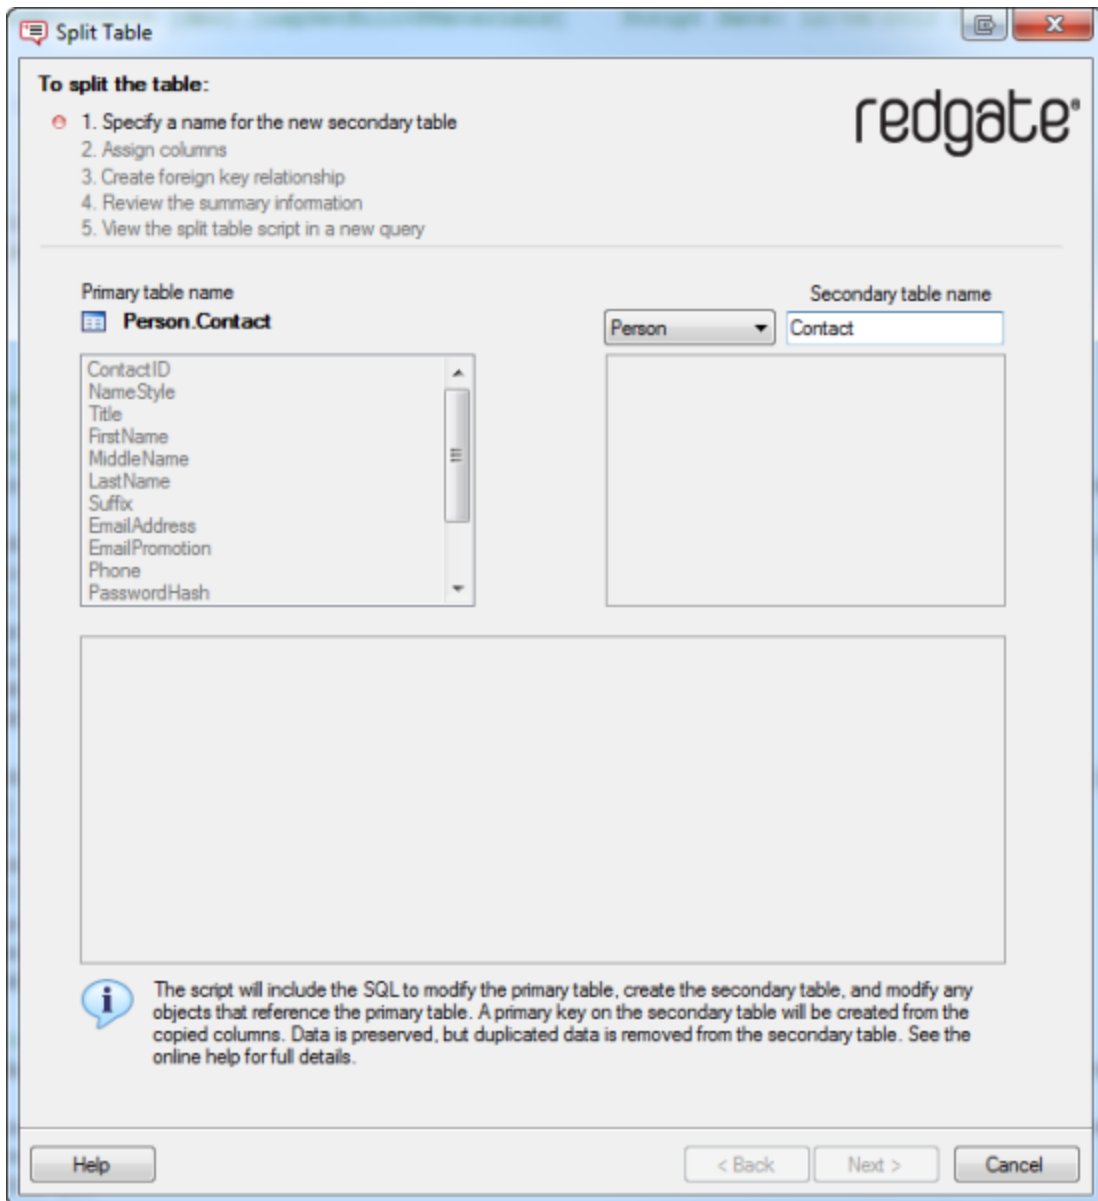 Split Table
To split the table:
1. Specify a name for the new secondary table
2. Assign columns
3. Create foreign key relationship
4. Review the summary information
5. View the split table script in a new query
redgate
Primary table name
Person.Contact
Secondary table name
Person
Contact
ContactID
NameStyle
Title
FirstName
MiddleName
LastName
Suffix
EmailAddress
EmailPromotion
Phone
PasswordHash
The script will include the SQL to modify the primary table, create the secondary table, and modify any
objects that reference the primary table. A primary key on the secondary table will be created from the
copied columns. Data is preserved, but duplicated data is removed from the secondary table. See the
online help for full details.
Help
< Back
Next >
Cancel